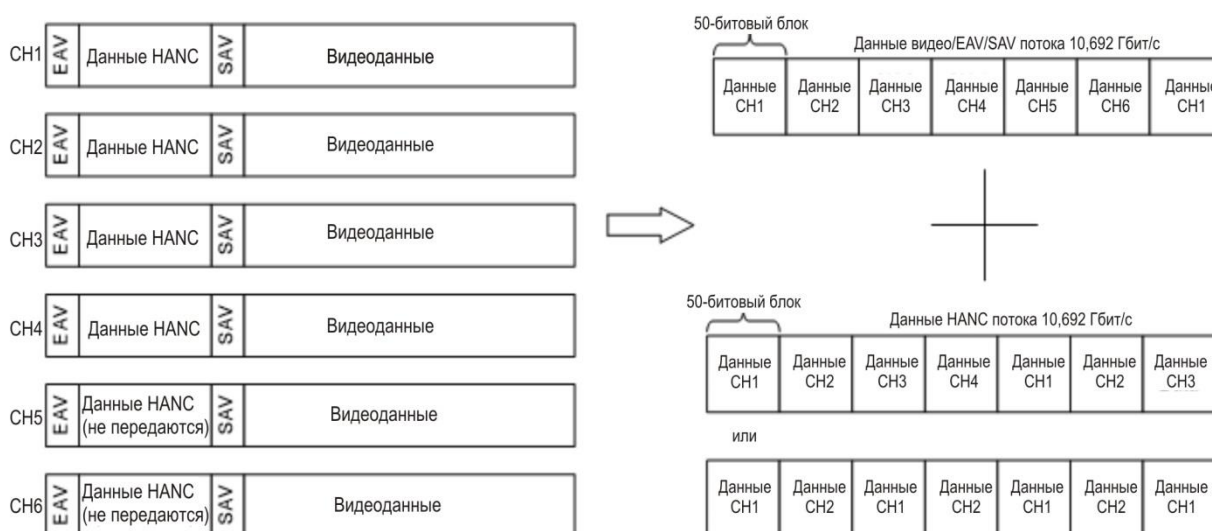 CH1 EAV Данные HANC SAV Видеоданные
CH2 EAV Данные HANC SAV Видеоданные
CH3 EAV Данные HANC SAV Видеоданные
CH4 EAV Данные HANC SAV Видеоданные
CH5 EAV Данные HANC SAV Видеоданные
(не передаются)
CH6 EAV Данные HANC SAV Видеоданные
(не передаются)
50-битовый блок
Данные видео/EAV/SAV потока 10,692 Гбит/с
Данные Данные Данные Данные Данные Данные Данные
CH1 CH2 CH3 CH4 CH5 CH6 CH1
50-битовый блок
Данные HANC потока 10,692 Гбит/с
Данные Данные Данные Данные Данные Данные Данные
CH1 CH2 CH3 CH4 CH1 CH2 CH3
или
Данные Данные Данные Данные Данные Данные Данные
CH1 CH2 CH1 CH2 CH1 CH2 CH1